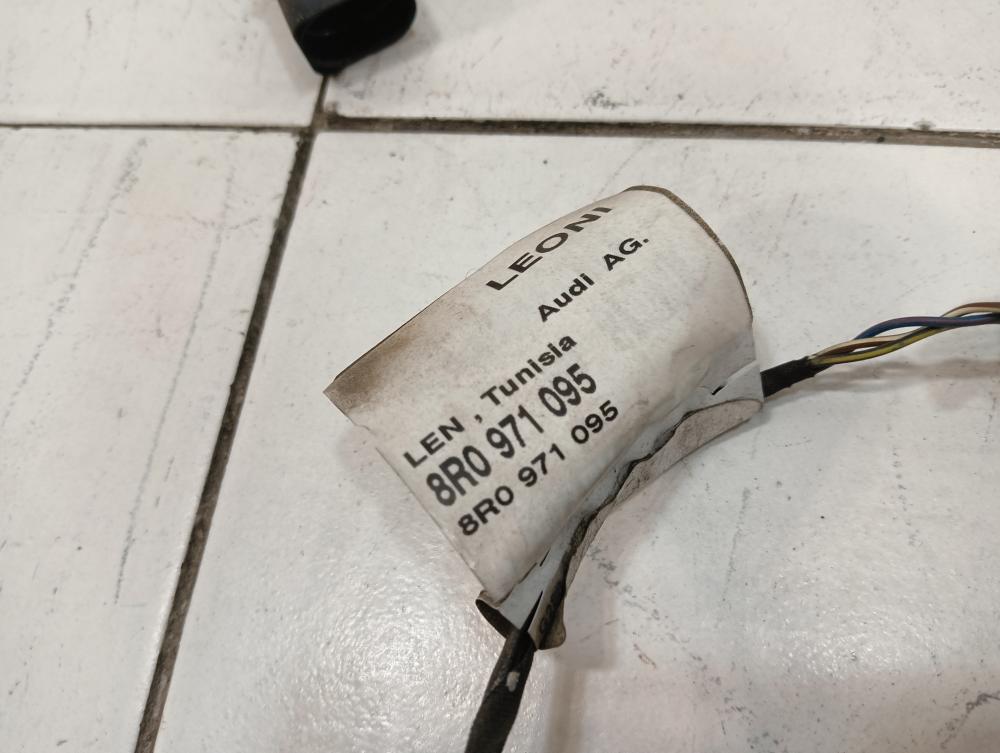 LEONI
Audi AG.
LEN , Tunisia
8R0 971 095
8R0 971 095